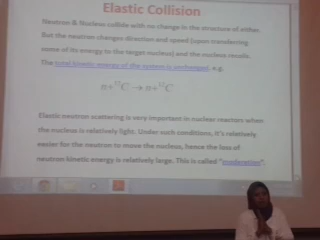 Elastic Collision
Neutron & Nucleus collide with no change in the structure of either.
But the neutron changes direction and speed (upon transferring
some of its energy to the target nucleus) and the nucleus recoils.
The total kinetic energy of the system is unchanged; e.g.
n+¹²C →n+¹²C
Elastic neutron scattering is very important in nuclear reactors when
the nucleus is relatively light. Under such conditions, it's relatively
easier for the neutron to move the nucleus, hence the loss of
neutron kinetic energy is relatively large. This is called "moderation".